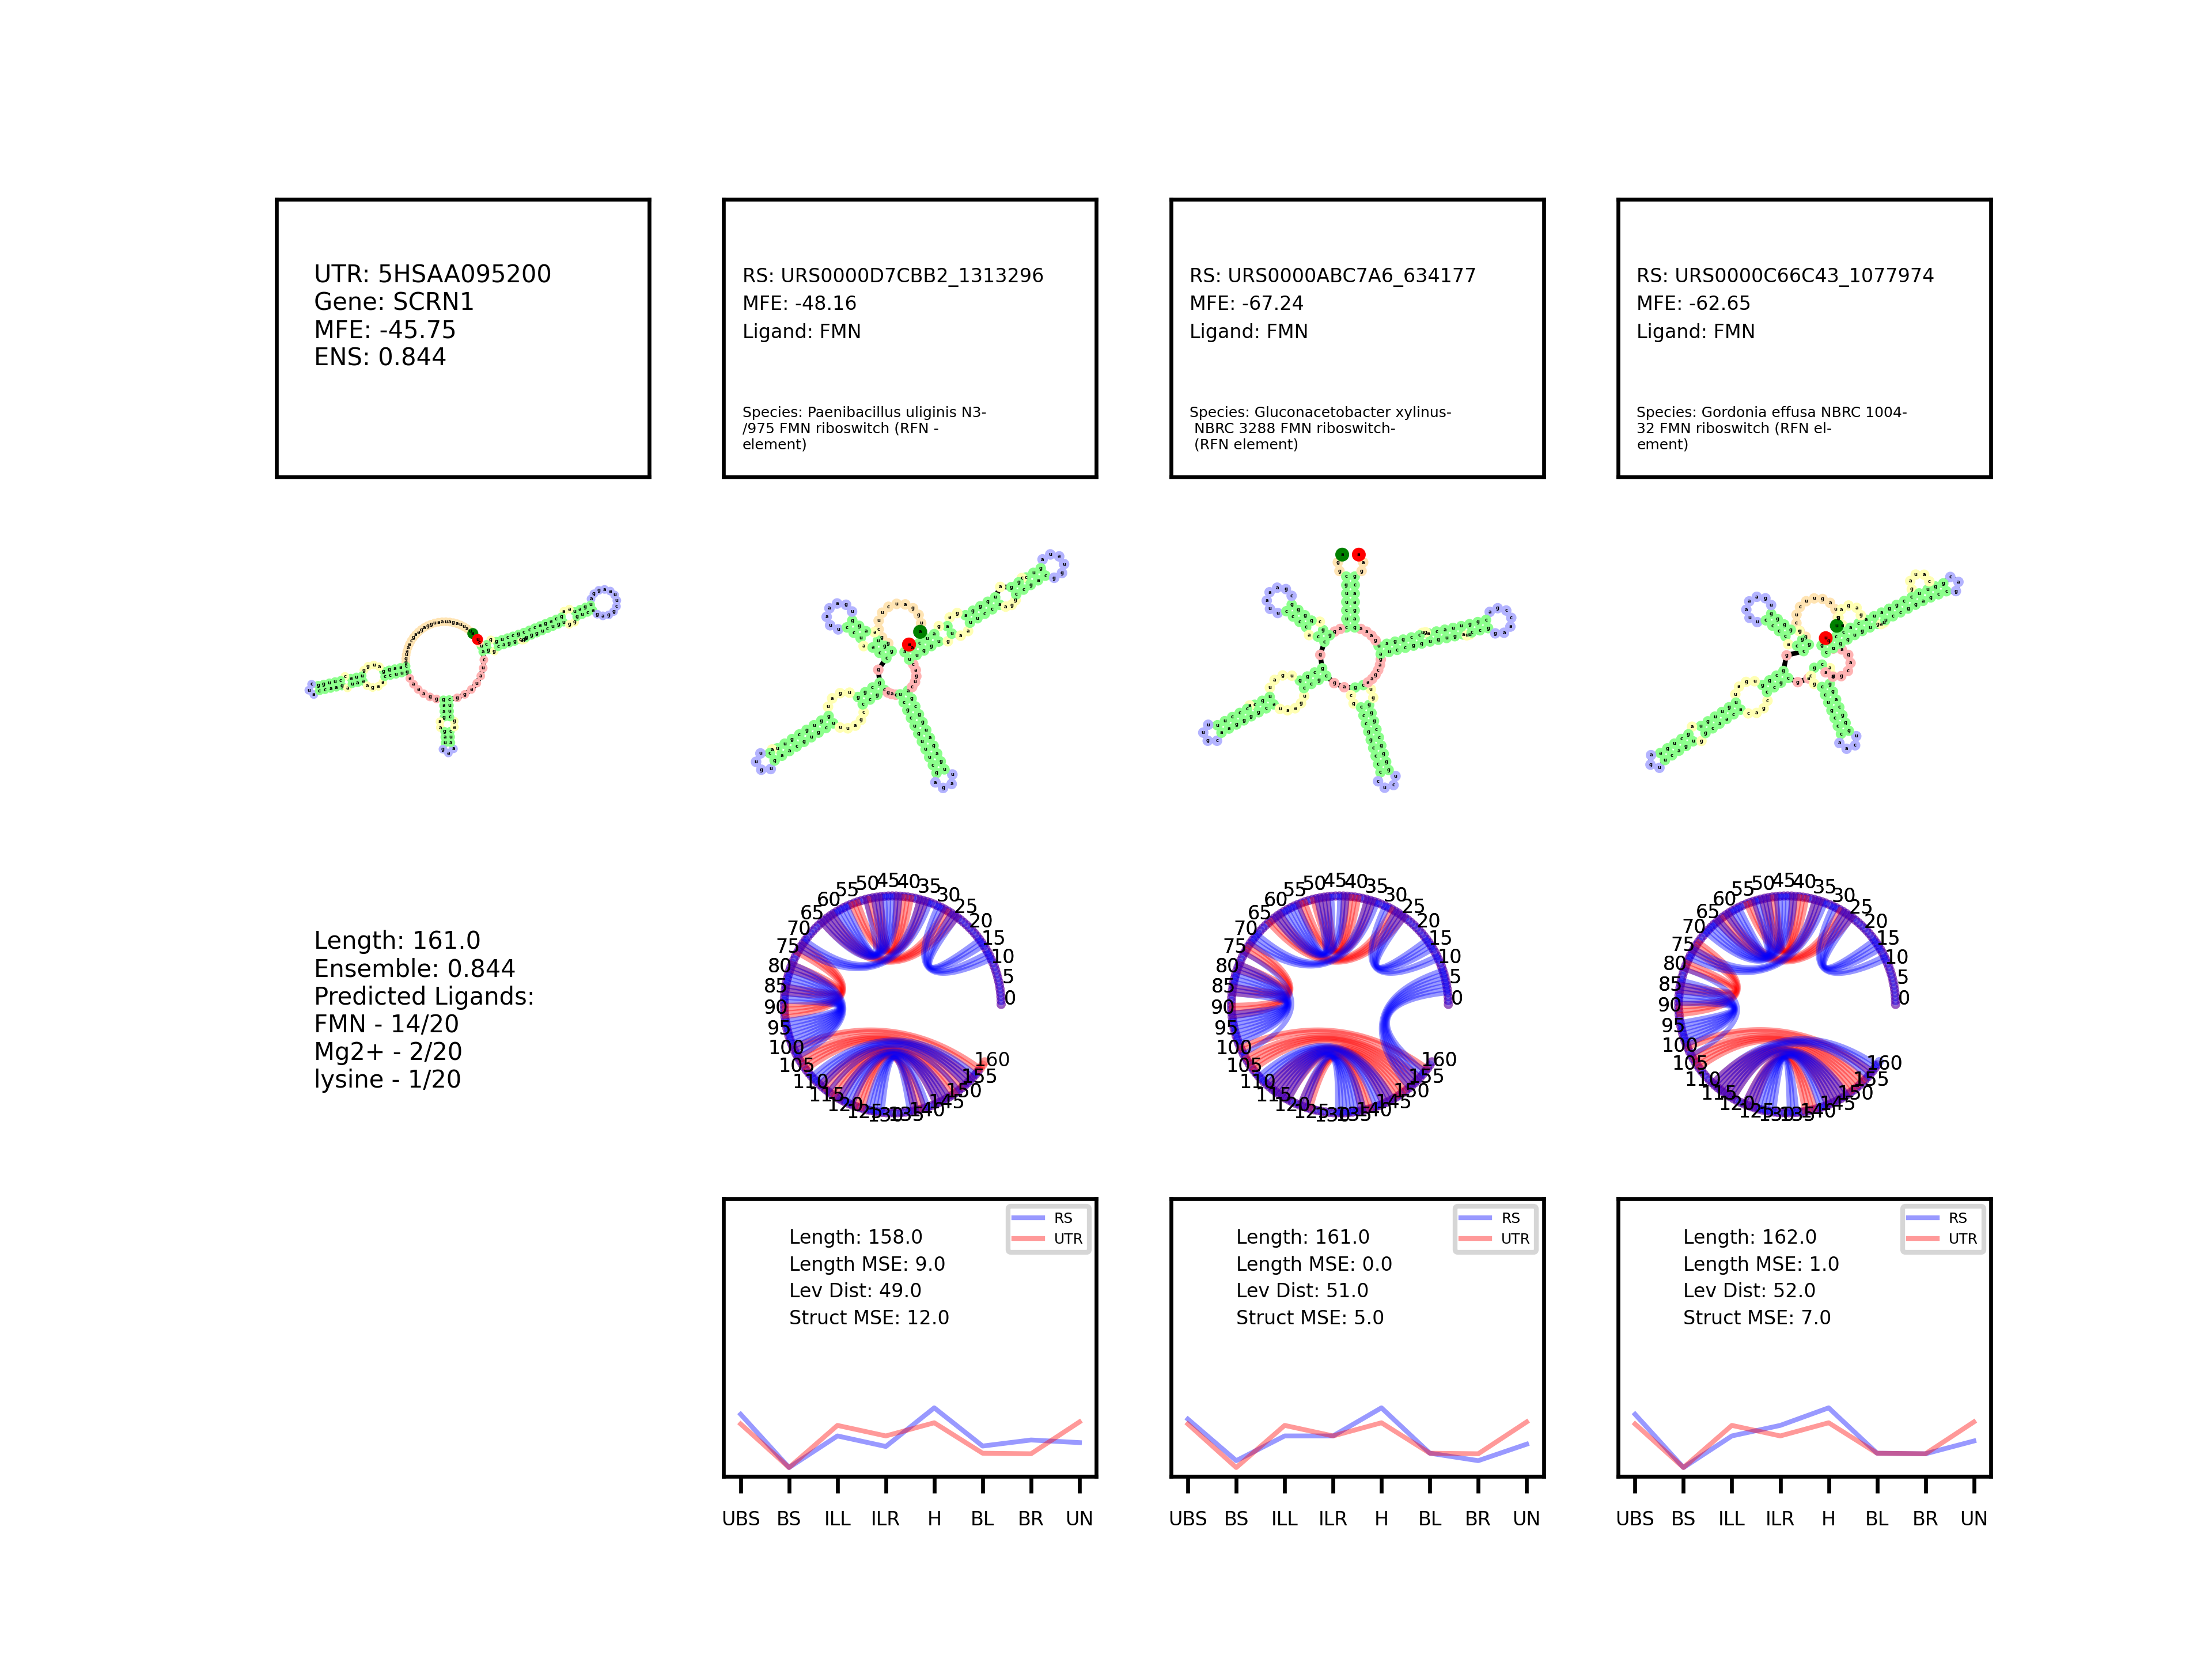 UTR: 5HSAA095200
Gene: SCRN1
MFE: -45.75
ENS: 0.844
RS: URS0000D7CBB2_1313296
MFE: -48.16
Ligand: FMN
Species: Paenibacillus uliginis N3-
/975 FMN riboswitch (RFN -
element)
RS: URS0000ABC7A6_634177
MFE: -67.24
Ligand: FMN
Species: Gluconacetobacter xylinus-
NBRC 3288 FMN riboswitch-
(RFN element)
RS: URS0000C66C43_1077974
MFE: -62.65
Ligand: FMN
Species: Gordonia effusa NBRC 1004-
32 FMN riboswitch (RFN el-
ement)
Length: 161.0
Ensemble: 0.844
Predicted Ligands:
FMN - 14/20
Mg2+ - 2/20
lysine - 1/20
0 5 10 15 20 25 30 35 40 45 50 55 60 65 70 75 80 85 90 95 100 105 110 115 120 125 130 135 140 145 150 155 160
0 5 10 15 20 25 30 35 40 45 50 55 60 65 70 75 80 85 90 95 100 105 110 115 120 125 130 135 140 145 150 155 160
0 5 10 15 20 25 30 35 40 45 50 55 60 65 70 75 80 85 90 95 100 105 110 115 120 125 130 135 140 145 150 155 160
RS
UTR
Length: 158.0
Length MSE: 9.0
Lev Dist: 49.0
Struct MSE: 12.0
UBS BS ILL ILR H BL BR UN
RS
UTR
Length: 161.0
Length MSE: 0.0
Lev Dist: 51.0
Struct MSE: 5.0
UBS BS ILL ILR H BL BR UN
RS
UTR
Length: 162.0
Length MSE: 1.0
Lev Dist: 52.0
Struct MSE: 7.0
UBS BS ILL ILR H BL BR UN